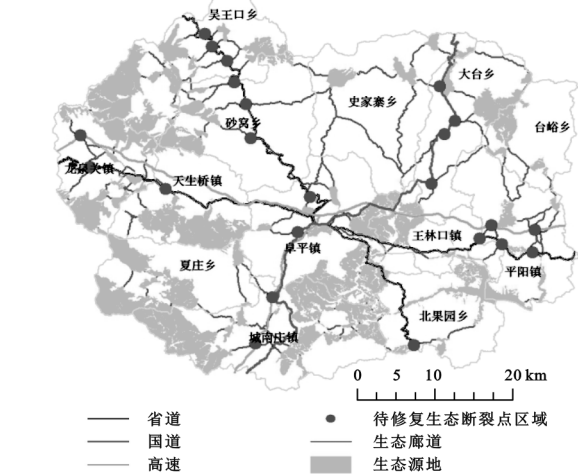 吴王口乡
大台乡
史家寨乡
台峪乡
砂窝乡
龙泉关镇
天生桥镇
王林口镇
阜平镇
夏庄乡
平阳镇
北果园乡
城南庄镇
0 5 10 20 km
省道 待修复生态断裂点区域
国道 生态廊道
高速 生态源地